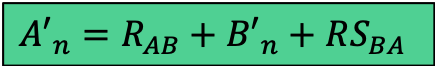 A′ₙ = R_AB + B′ₙ + RS_BA